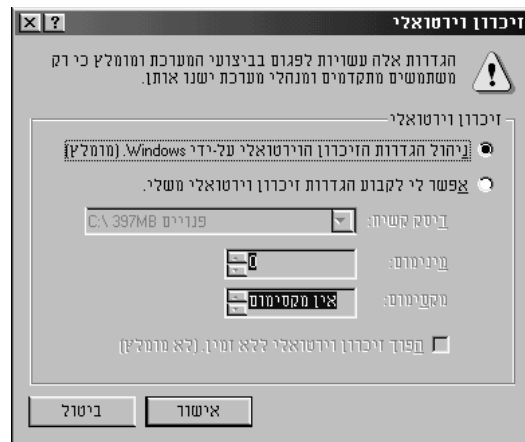 זיכרון וירטואלי
הגדרות אלה עשויות לפגום בביצועי המערכת ומומלץ כי רק
משתמשים מתקדמים ומנהלי מערכת ישנו אותן.
זיכרון וירטואלי
ניהול הגדרות הזיכרון הוירטואלי על-ידי Windows. (מומלץ)
אפשר לי לקבוע הגדרות זיכרון וירטואלי משלי.
דיסק קשיח: C:\ 397MB פנויים
מינימום: 0
מקסימום: אין מקסימום
הפוך זיכרון וירטואלי ללא זמין. (לא מומלץ)
אישור ביטול